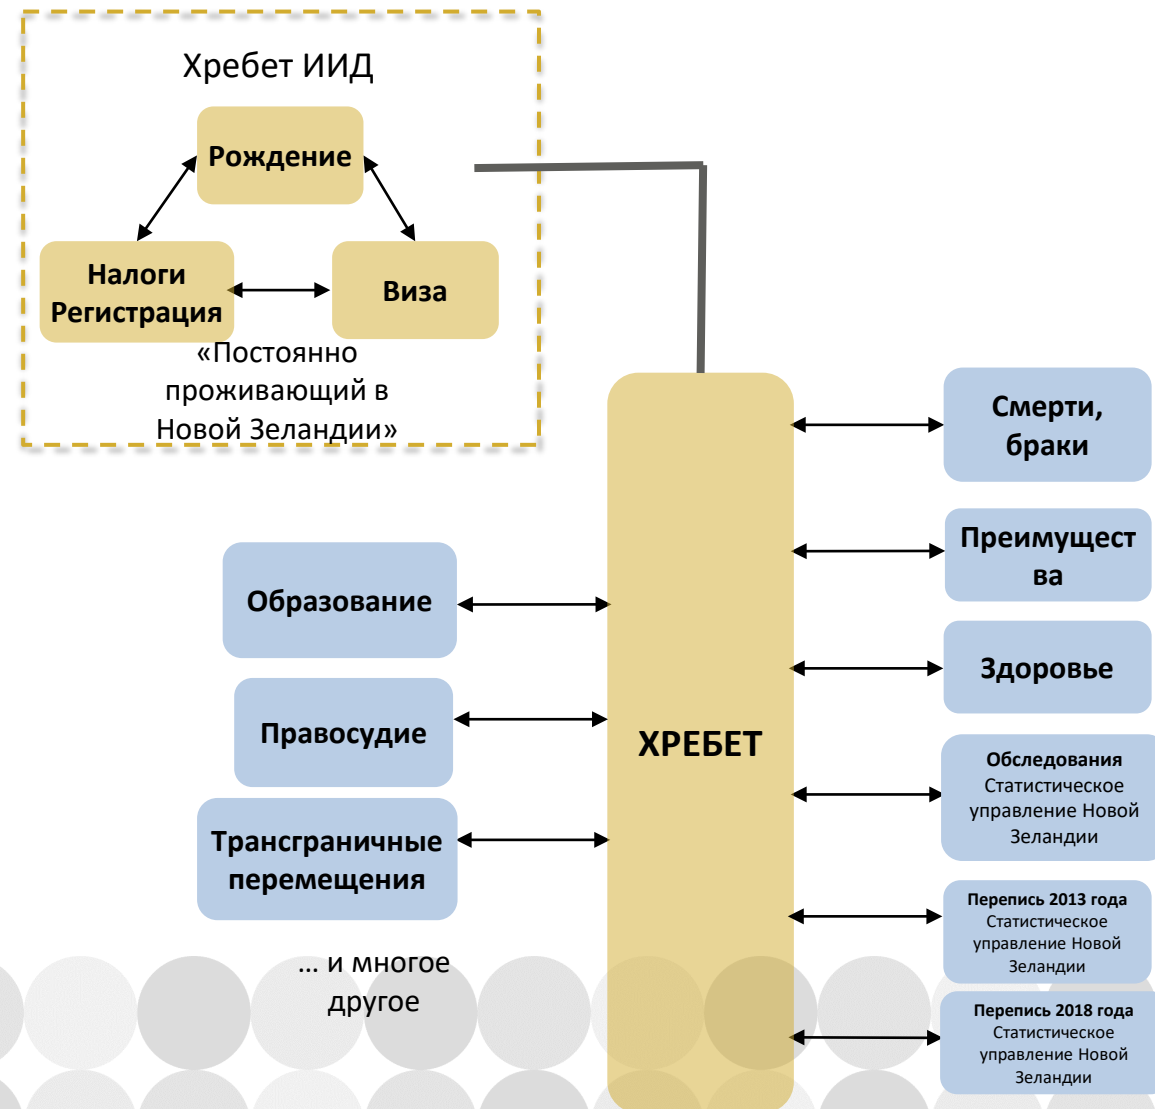 Хребет ИИД
Рождение
Налоги
Регистрация
Виза
«Постоянно
проживающий в
Новой Зеландии»
Образование
Правосудие
Трансграничные
перемещения
... и многое
другое
ХРЕБЕТ
Смерти,
браки
Преимущест
ва
Здоровье
Обследования
Статистическое
управление Новой
Зеландии
Перепись 2013 года
Статистическое
управление Новой
Зеландии
Перепись 2018 года
Статистическое
управление Новой
Зеландии